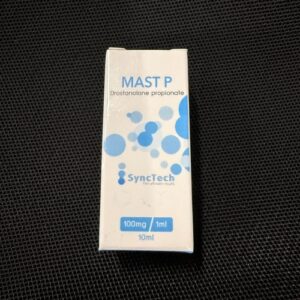 MAST P
Drostanolone propionate
SyncTech
100mg/1ml
10ml